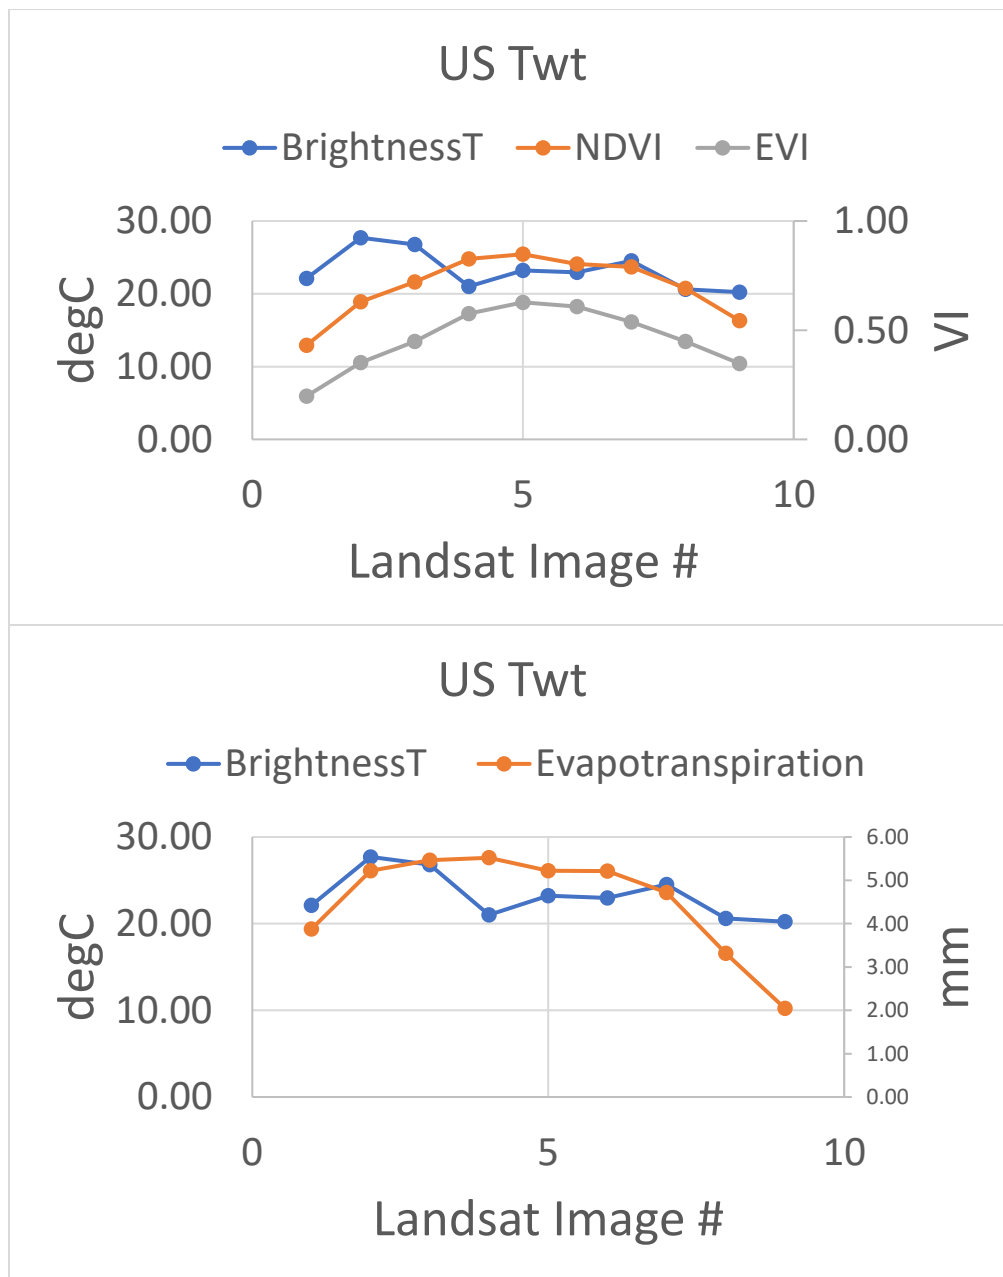 US Twt
BrightnessT NDVI EVI
30.00 1.00
20.00
0.50
10.00
0.00 0.00
degC
VI
0 5 10
Landsat Image #
US Twt
BrightnessT Evapotranspiration
30.00 6.00
5.00
20.00 4.00
3.00
10.00 2.00
1.00
0.00 0.00
degC
mm
0 5 10
Landsat Image #